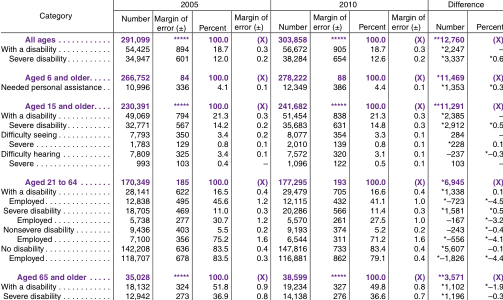 2005 2010 Difference
Category Number Margin of error (±) Percent Margin of error (±) Number Margin of error (±) Percent Margin of error (±) Number Percent
All ages . . . . . . . . . . . 291,099 ***** 100.0 (X) 303,858 ***** 100.0 (X) **12,760 (X)
With a disability . . . . . . . . . . . 54,425 894 18.7 0.3 56,672 905 18.7 0.3 *2,247 –
Severe disability. . . . . . . . . . 34,947 601 12.0 0.2 38,284 654 12.6 0.2 *3,337 *0.6
Aged 6 and older. . . . . 266,752 84 100.0 (X) 278,222 88 100.0 (X) *11,469 (X)
Needed personal assistance . . 10,996 336 4.1 0.1 12,349 386 4.4 0.1 *1,353 *0.3
Aged 15 and older. . . . 230,391 ***** 100.0 (X) 241,682 ***** 100.0 (X) **11,291 (X)
With a disability . . . . . . . . . . . 49,069 794 21.3 0.3 51,454 838 21.3 0.3 *2,385 –
Severe disability. . . . . . . . . . 32,771 567 14.2 0.2 35,683 631 14.8 0.3 *2,912 *0.5
Difficulty seeing . . . . . . . . . . . 7,793 350 3.4 0.2 8,077 354 3.3 0.1 284 –
Severe . . . . . . . . . . . . . . . . . 1,783 129 0.8 0.1 2,010 139 0.8 0.1 *228 0.1
Difficulty hearing . . . . . . . . . . 7,809 325 3.4 0.1 7,572 320 3.1 0.1 –237 *–0.3
Severe . . . . . . . . . . . . . . . . . 993 103 0.4 – 1,096 122 0.5 0.1 103 –
Aged 21 to 64 . . . . . . . 170,349 185 100.0 (X) 177,295 193 100.0 (X) *6,945 (X)
With a disability . . . . . . . . . . . 28,141 622 16.5 0.4 29,479 705 16.6 0.4 *1,338 0.1
Employed . . . . . . . . . . . . . . . 12,838 495 45.6 1.2 12,115 432 41.1 1.0 *–723 *–4.5
Severe disability . . . . . . . . . . 18,705 469 11.0 0.3 20,286 566 11.4 0.3 *1,581 *0.5
Employed . . . . . . . . . . . . . . 5,738 277 30.7 1.2 5,570 261 27.5 1.0 –167 *–3.2
Nonsevere disability . . . . . . . 9,436 403 5.5 0.2 9,193 374 5.2 0.2 –243 *–0.4
Employed . . . . . . . . . . . . . . 7,100 356 75.2 1.6 6,544 311 71.2 1.6 *–556 *–4.1
No disability . . . . . . . . . . . . . . 142,208 636 83.5 0.4 147,816 733 83.4 0.4 *5,607 –0.1
Employed . . . . . . . . . . . . . . . 118,707 678 83.5 0.3 116,881 862 79.1 0.4 *–1,826 *–4.4
Aged 65 and older . . . . . 35,028 ***** 100.0 (X) 38,599 ***** 100.0 (X) **3,571 (X)
With a disability . . . . . . . . . . . 18,132 324 51.8 0.9 19,234 327 49.8 0.8 *1,102 *–1.9
Severe disability . . . . . . . . . . 12,942 273 36.9 0.8 14,138 276 36.6 0.7 *1,196 –0.3